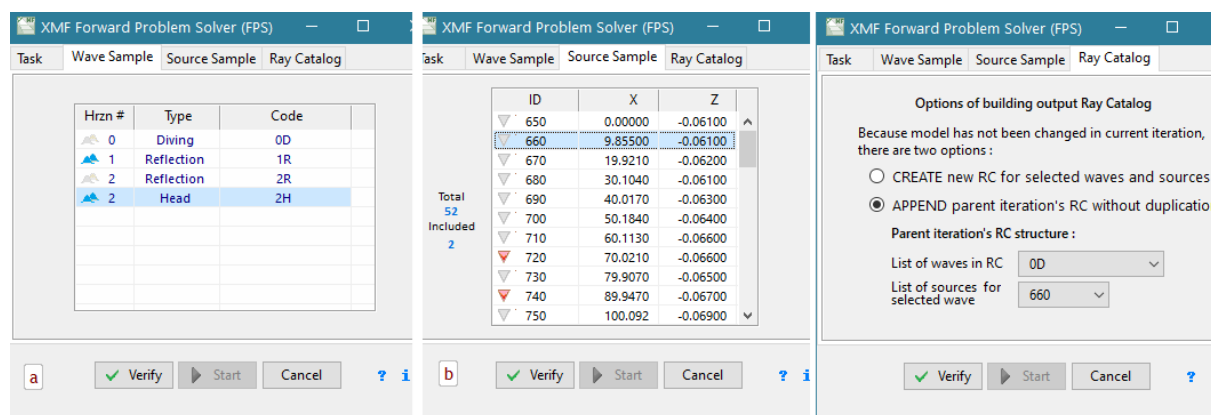 XMF Forward Problem Solver (FPS)
Task Wave Sample Source Sample Ray Catalog
Hrzn # Type Code
0 Diving 0D
1 Reflection 1R
2 Reflection 2R
2 Head 2H
a
Verify Start Cancel ? i
XMF Forward Problem Solver (FPS)
Task Wave Sample Source Sample Ray Catalog
ID X Z
650 0.00000 -0.06100
660 9.85500 -0.06100
670 19.9210 -0.06200
680 30.1040 -0.06100
690 40.0170 -0.06300
700 50.1840 -0.06400
710 60.1130 -0.06600
720 70.0210 -0.06600
730 79.9070 -0.06500
740 89.9470 -0.06700
750 100.092 -0.06900
Total
52
Included
2
b
Verify Start Cancel ? i
XMF Forward Problem Solver (FPS)
Task Wave Sample Source Sample Ray Catalog
Options of building output Ray Catalog
Because model has not been changed in current iteration,
there are two options :
CREATE new RC for selected waves and sources
APPEND parent iteration's RC without duplicatio
Parent iteration's RC structure :
List of waves in RC 0D
List of sources for
selected wave 660
Verify Start Cancel ?